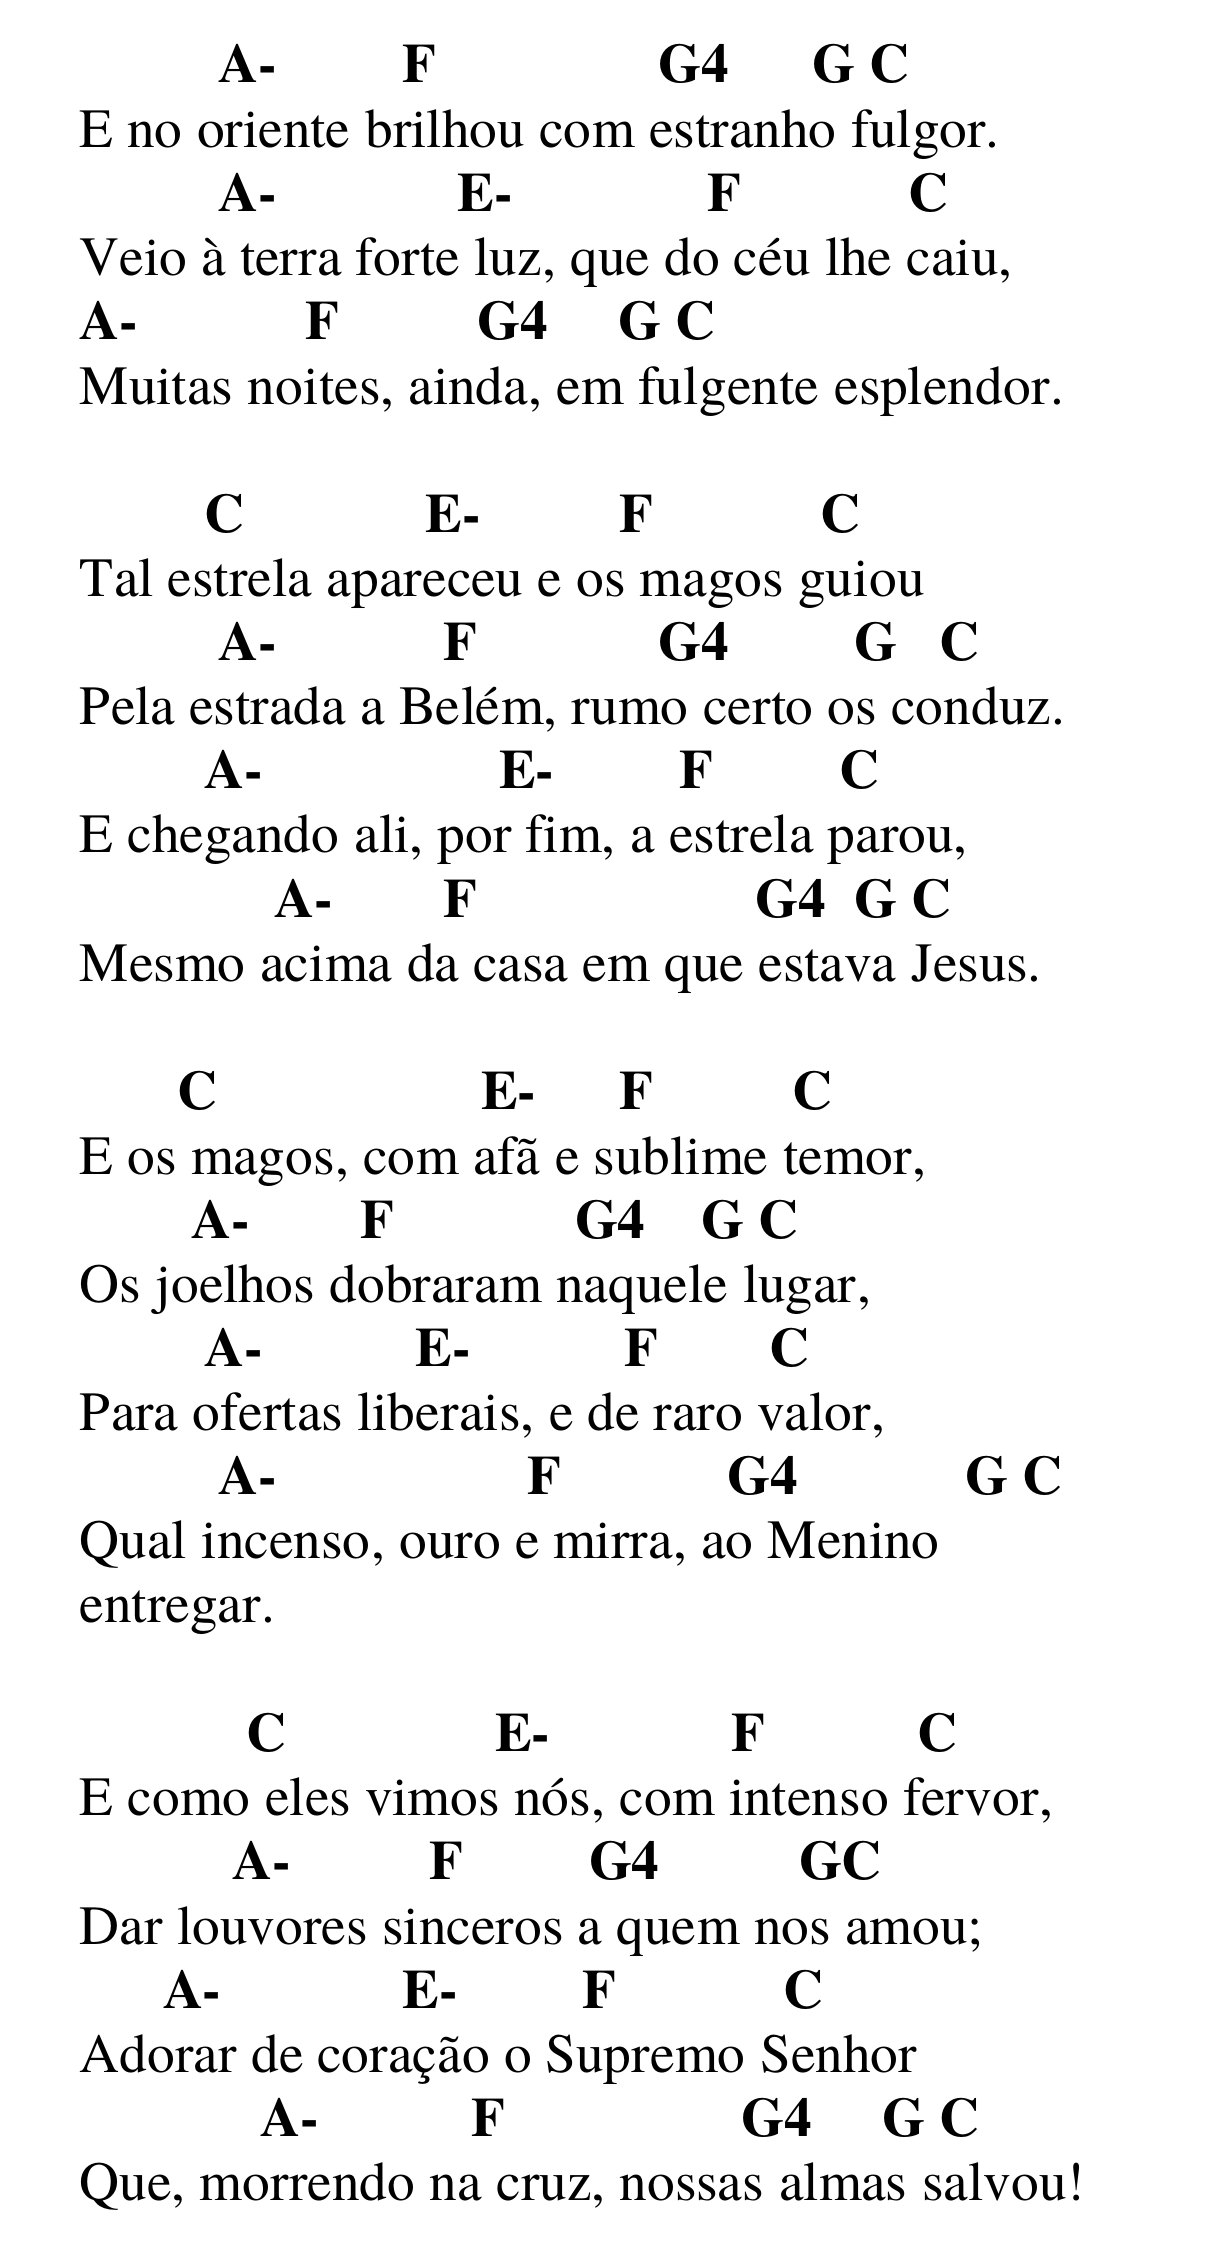 A- F G4 G C
E no oriente brilhou com estranho fulgor.
A- E- F C
Veio à terra forte luz, que do céu lhe caiu,
A- F G4 G C
Muitas noites, ainda, em fulgente esplendor.
C E- F C
Tal estrela apareceu e os magos guiou
A- F G4 G C
Pela estrada a Belém, rumo certo os conduz.
A- E- F C
E chegando ali, por fim, a estrela parou,
A- F G4 G C
Mesmo acima da casa em que estava Jesus.
C E- F C
E os magos, com afã e sublime temor,
A- F G4 G C
Os joelhos dobraram naquele lugar,
A- E- F C
Para ofertas liberais, e de raro valor,
A- F G4 G C
Qual incenso, ouro e mirra, ao Menino
entregar.
C E- F C
E como eles vimos nós, com intenso fervor,
A- F G4 GC
Dar louvores sinceros a quem nos amou;
A- E- F C
Adorar de coração o Supremo Senhor
A- F G4 G C
Que, morrendo na cruz, nossas almas salvou!